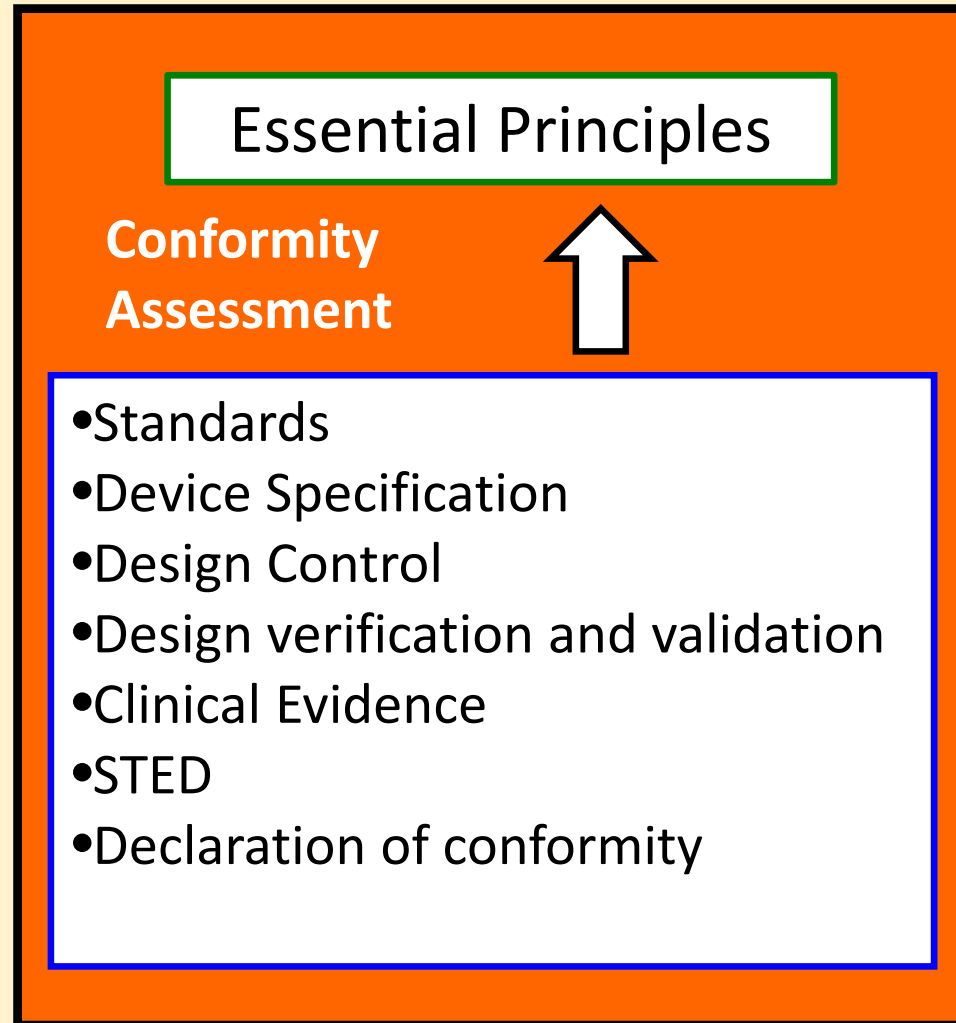 Essential Principles
Conformity
Assessment
•Standards
•Device Specification
•Design Control
•Design verification and validation
•Clinical Evidence
•STED
•Declaration of conformity